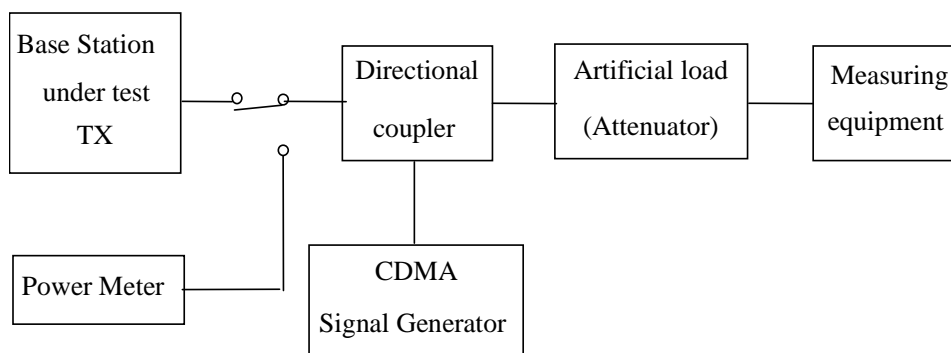 Base Station
under test
TX
Directional
coupler
Artificial load
(Attenuator)
Measuring
equipment
Power Meter
CDMA
Signal Generator